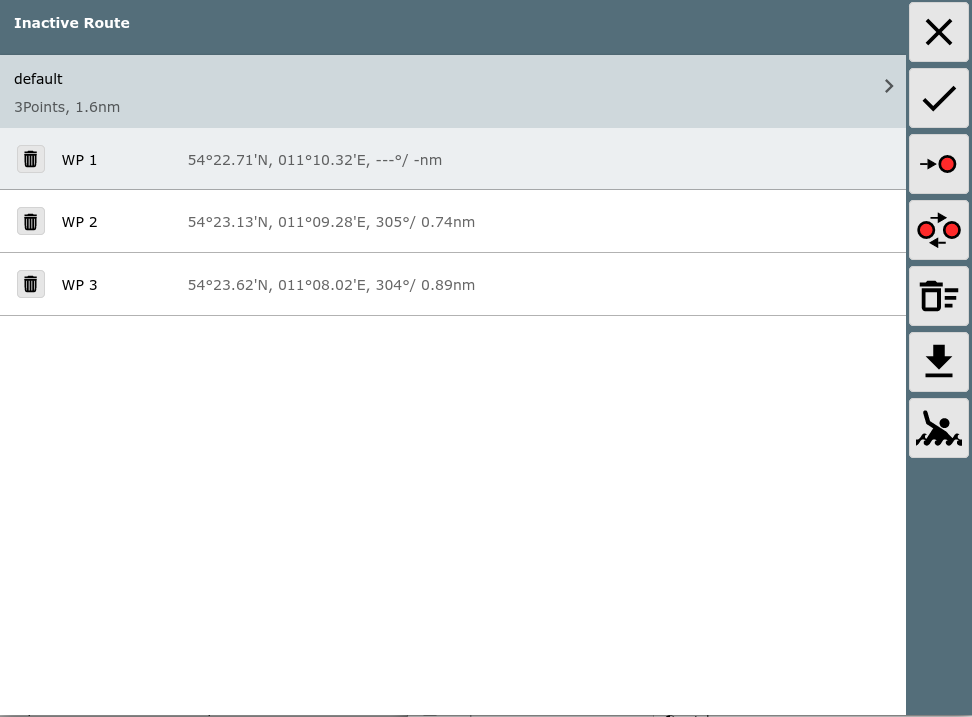 Inactive Route
default
3Points, 1.6nm
WP 1 54°22.71'N, 011°10.32'E, ---°/ -nm
WP 2 54°23.13'N, 011°09.28'E, 305°/ 0.74nm
WP 3 54°23.62'N, 011°08.02'E, 304°/ 0.89nm